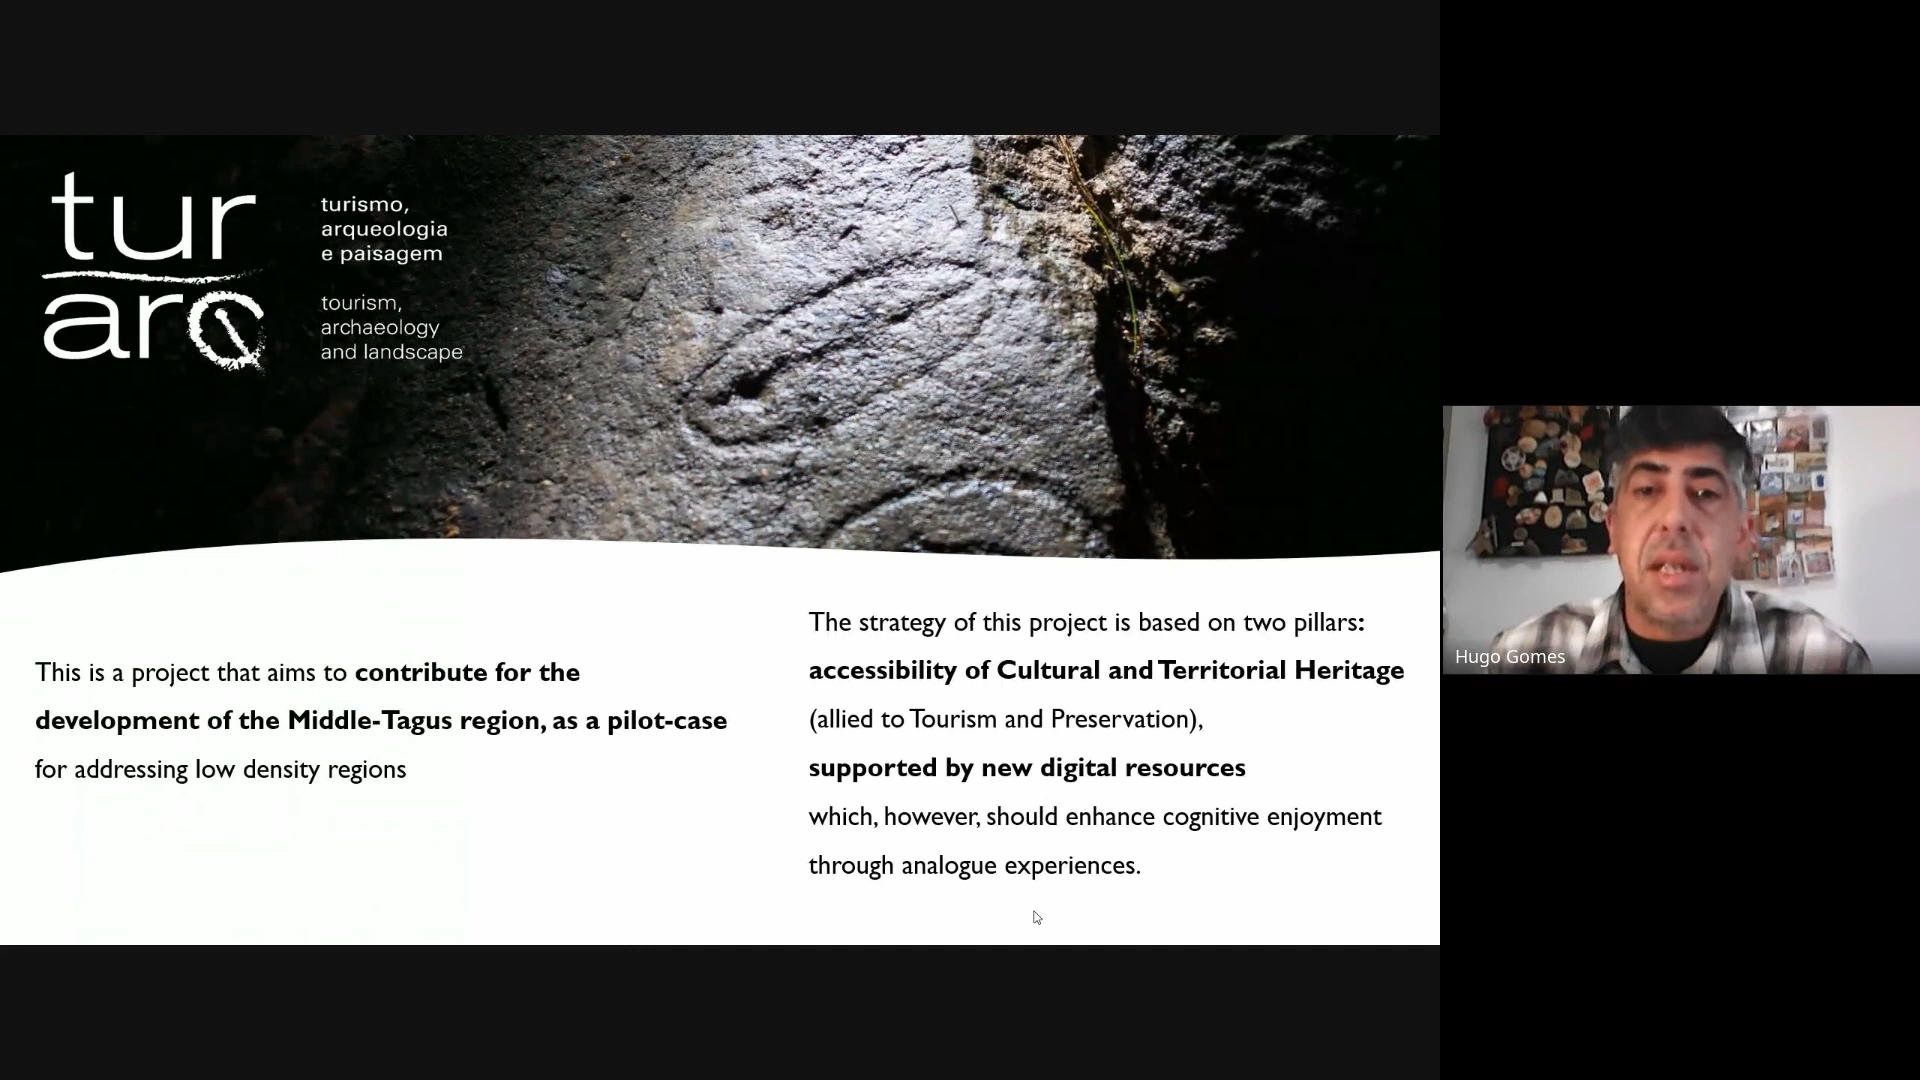 tur
arq
turismo,
arqueologia
e paisagem
tourism,
archaeology
and landscape
This is a project that aims to contribute for the
development of the Middle-Tagus region, as a pilot-case
for addressing low density regions
The strategy of this project is based on two pillars:
accessibility of Cultural and Territorial Heritage
(allied to Tourism and Preservation),
supported by new digital resources
which, however, should enhance cognitive enjoyment
through analogue experiences.
Hugo Gomes